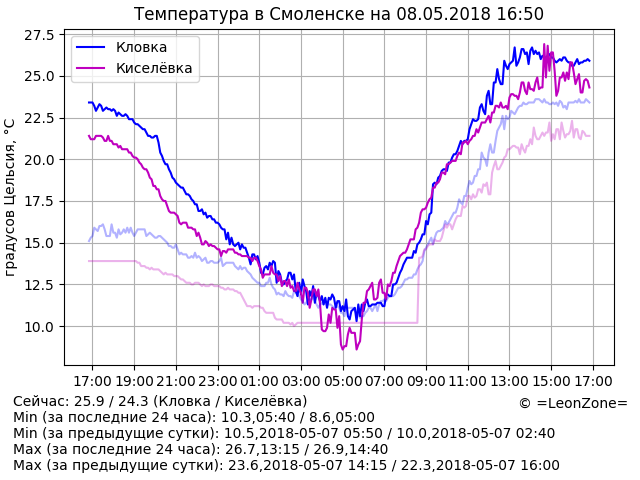 Температура в Смоленске на 08.05.2018 16:50
Кловка
Киселёвка
градусов Цельсия, °C
27.5
25.0
22.5
20.0
17.5
15.0
12.5
10.0
17:00 19:00 21:00 23:00 01:00 03:00 05:00 07:00 09:00 11:00 13:00 15:00 17:00
Сейчас: 25.9 / 24.3 (Кловка / Киселёвка)
© =LeonZone=
Min (за последние 24 часа): 10.3,05:40 / 8.6,05:00
Min (за предыдущие сутки): 10.5,2018-05-07 05:50 / 10.0,2018-05-07 02:40
Max (за последние 24 часа): 26.7,13:15 / 26.9,14:40
Max (за предыдущие сутки): 23.6,2018-05-07 14:15 / 22.3,2018-05-07 16:00